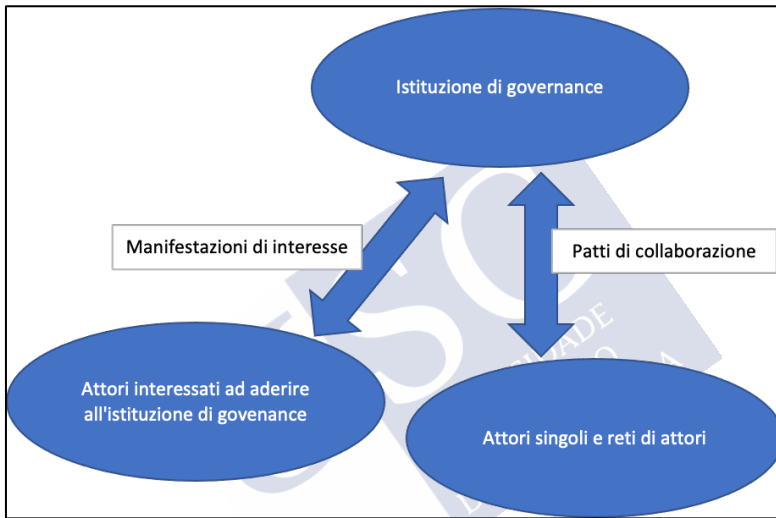 Istituzione di governance
Manifestazioni di interesse
Patti di collaborazione
Attori interessati ad aderire
all'istituzione di govenance
Attori singoli e reti di attori